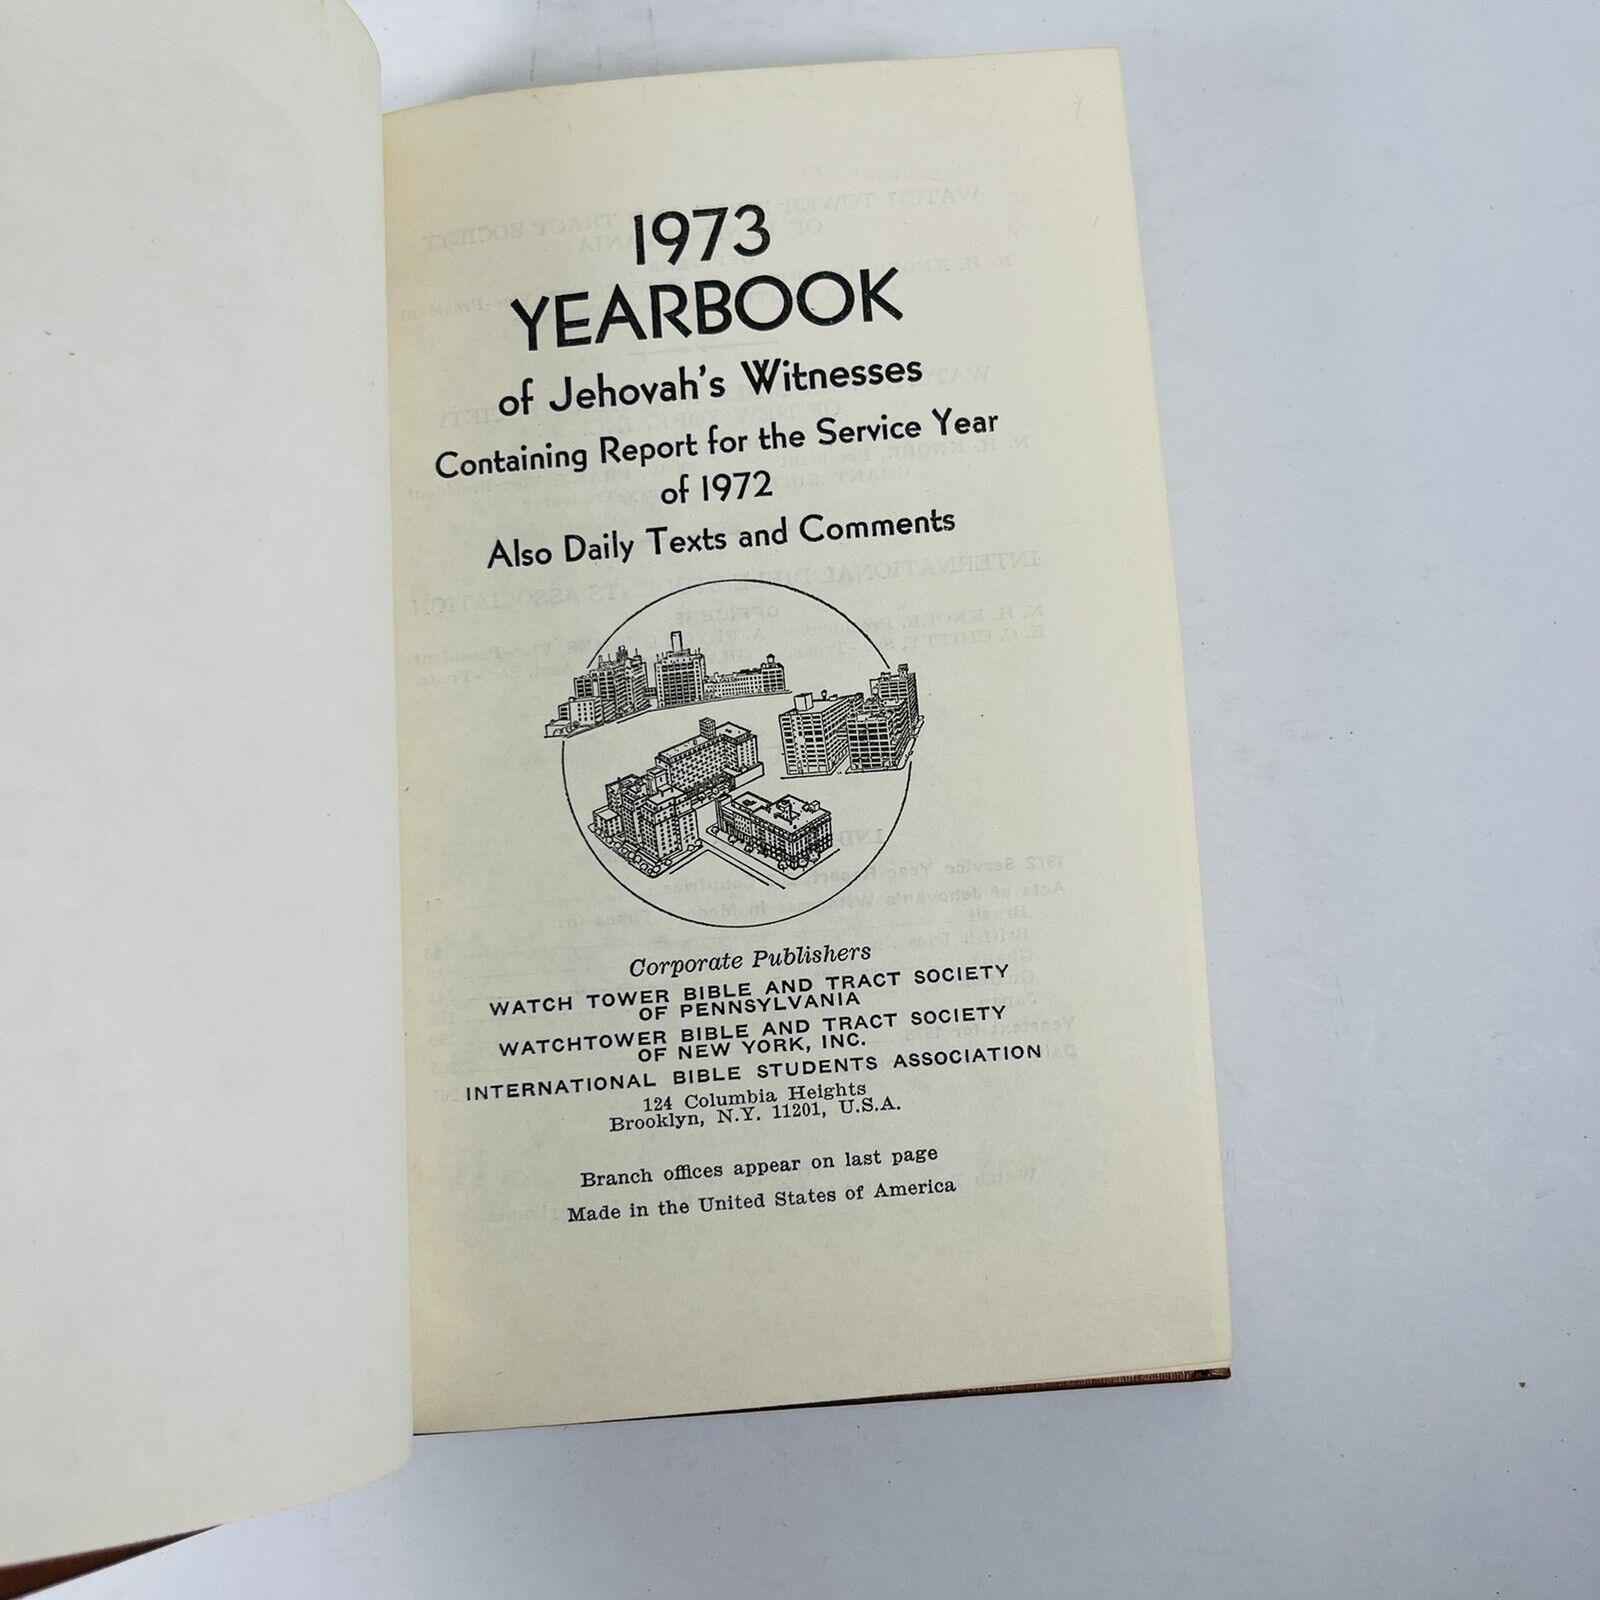 1973
YEARBOOK
of Jehovah's Witnesses
Containing Report for the Service Year
of 1972
Also Daily Texts and Comments
Corporate Publishers
WATCH TOWER BIBLE AND TRACT SOCIETY
OF PENNSYLVANIA
WATCHTOWER BIBLE AND TRACT SOCIETY
OF NEW YORK, INC.
INTERNATIONAL BIBLE STUDENTS ASSOCIATION
124 Columbia Heights
Brooklyn, N.Y. 11201, U.S.A.
Branch offices appear on last page
Made in the United States of America